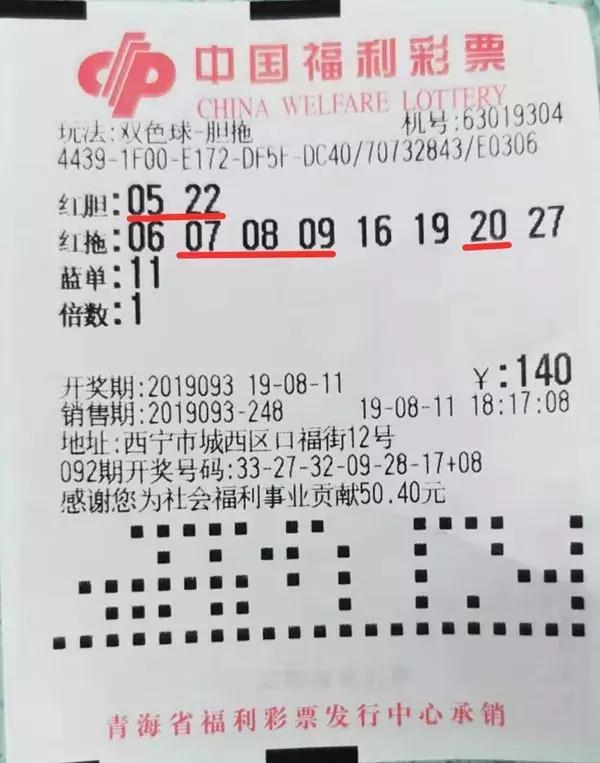 中国福利彩票
CHINA WELFARE LOTTERY
玩法:双色球-胆拖 机号:63019304
4439-1F00-E172-DF5F-DC40/70732843/E0306
红胆:05 22
红拖:06 07 08 09 16 19 20 27
蓝单:11
倍数:1
开奖期:2019093 19-08-11 ¥:140
销售期:2019093-248 19-08-11 18:17:08
地址:西宁市城西区口福街12号
092期开奖号码:33-27-32-09-28-17+08
感谢您为社会福利事业贡献50.40元
青海省福利彩票发行中心承销